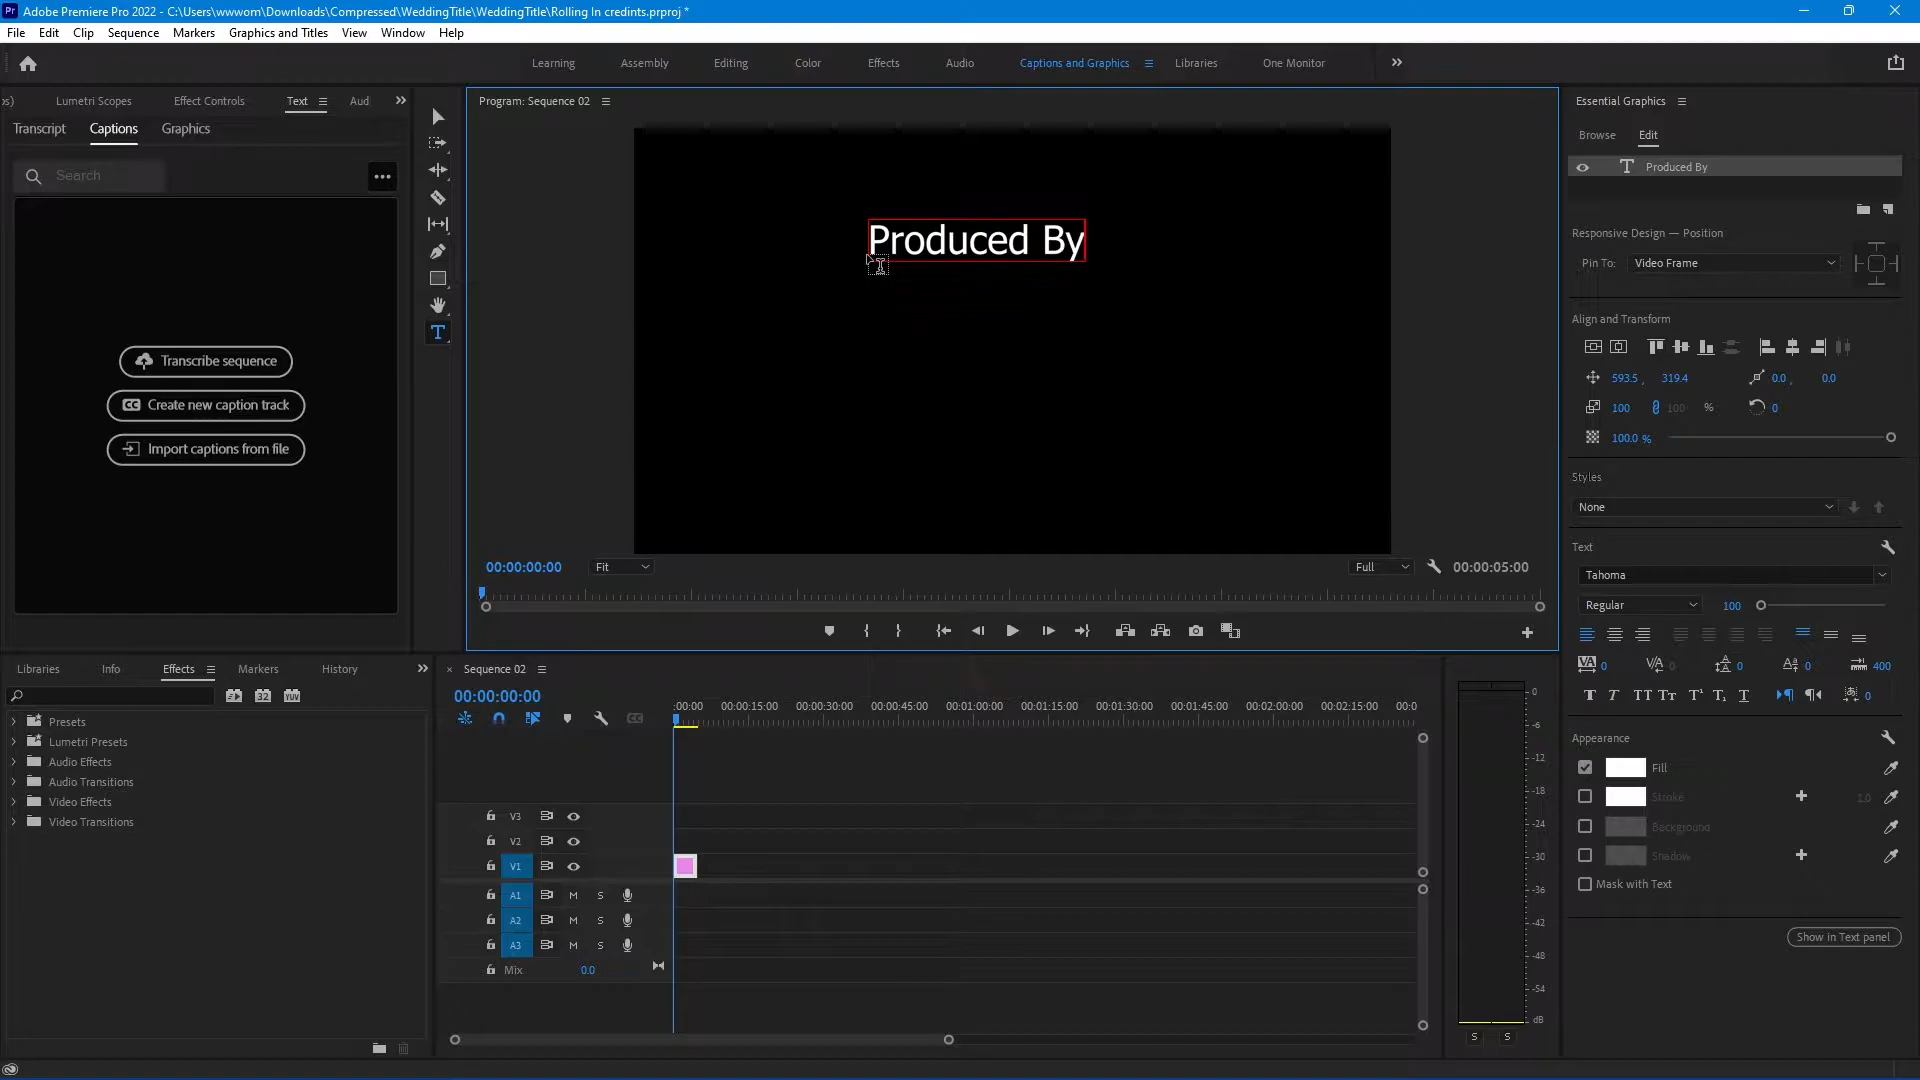 Adobe Premiere Pro 2022 - C:\Users\wwwom\Downloads\Compressed\WeddingTitle\WeddingTitle\Rolling In credints.prproj *
File Edit Clip Sequence Markers Graphics and Titles View Window Help
Learning Assembly Editing Color Effects Audio Captions and Graphics Libraries One Monitor
Lumetri Scopes Effect Controls Text Aud
Transcript Captions Graphics
Search
Transcribe sequence
Create new caption track
Import captions from file
Program: Sequence 02
Produced By
00:00:00:00 Fit Full 00:00:05:00
Essential Graphics
Browse Edit
Produced By
Responsive Design — Position
Pin To: Video Frame
Align and Transform
593.5 , 319.4 0.0 , 0.0
100 100 % 0
100.0 %
Styles
None
Text
Tahoma
Regular 100
0 0 0 0 400
0
Appearance
Fill
Stroke 1.0
Background
Shadow
Mask with Text
Show in Text panel
Libraries Info Effects Markers History
Presets
Lumetri Presets
Audio Effects
Audio Transitions
Video Effects
Video Transitions
× Sequence 02
00:00:00:00
:00:00 00:00:15:00 00:00:30:00 00:00:45:00 00:01:00:00 00:01:15:00 00:01:30:00 00:01:45:00 00:02:00:00 00:02:15:00 00:0
V3
V2
V1
A1 M S
A2 M S
A3 M S
Mix 0.0
0
-6
-12
-18
-24
-30
-36
-42
-48
-54
dB
S S